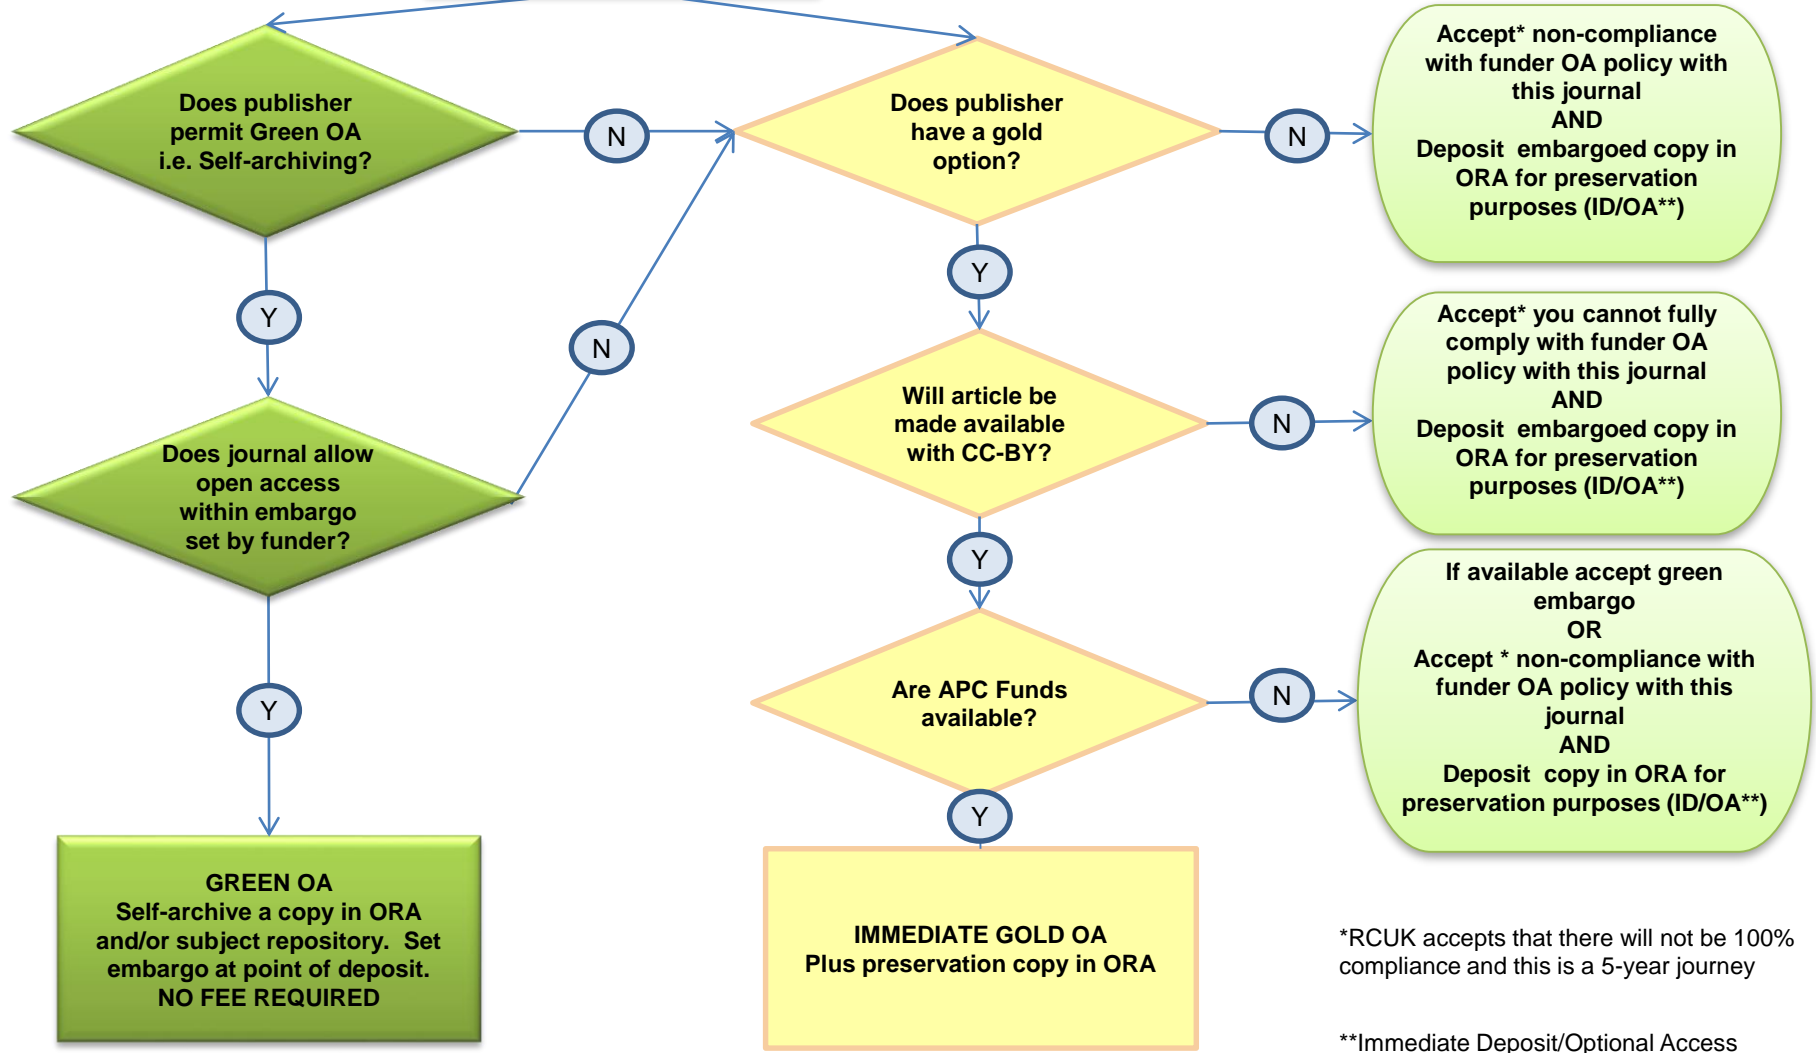 Does publisher
permit Green OA
i.e. Self-archiving?
N
Does publisher
have a gold
option?
N
Accept* non-compliance
with funder OA policy with
this journal
AND
Deposit  embargoed copy in
ORA for preservation
purposes (ID/OA**)
Y
Y
N
Does journal allow
open access
within embargo
set by funder?
Will article be
made available
with CC-BY?
N
Accept* you cannot fully
comply with funder OA
policy with this journal
AND
Deposit  embargoed copy in
ORA for preservation
purposes (ID/OA**)
Y
Y
Are APC Funds
available?
N
If available accept green
embargo
OR
Accept * non-compliance with
funder OA policy with this
journal
AND
Deposit  copy in ORA for
preservation purposes (ID/OA**)
Y
GREEN OA
Self-archive a copy in ORA
and/or subject repository.  Set
embargo at point of deposit.
NO FEE REQUIRED
IMMEDIATE GOLD OA
Plus preservation copy in ORA
*RCUK accepts that there will not be 100%
compliance and this is a 5-year journey
**Immediate Deposit/Optional Access